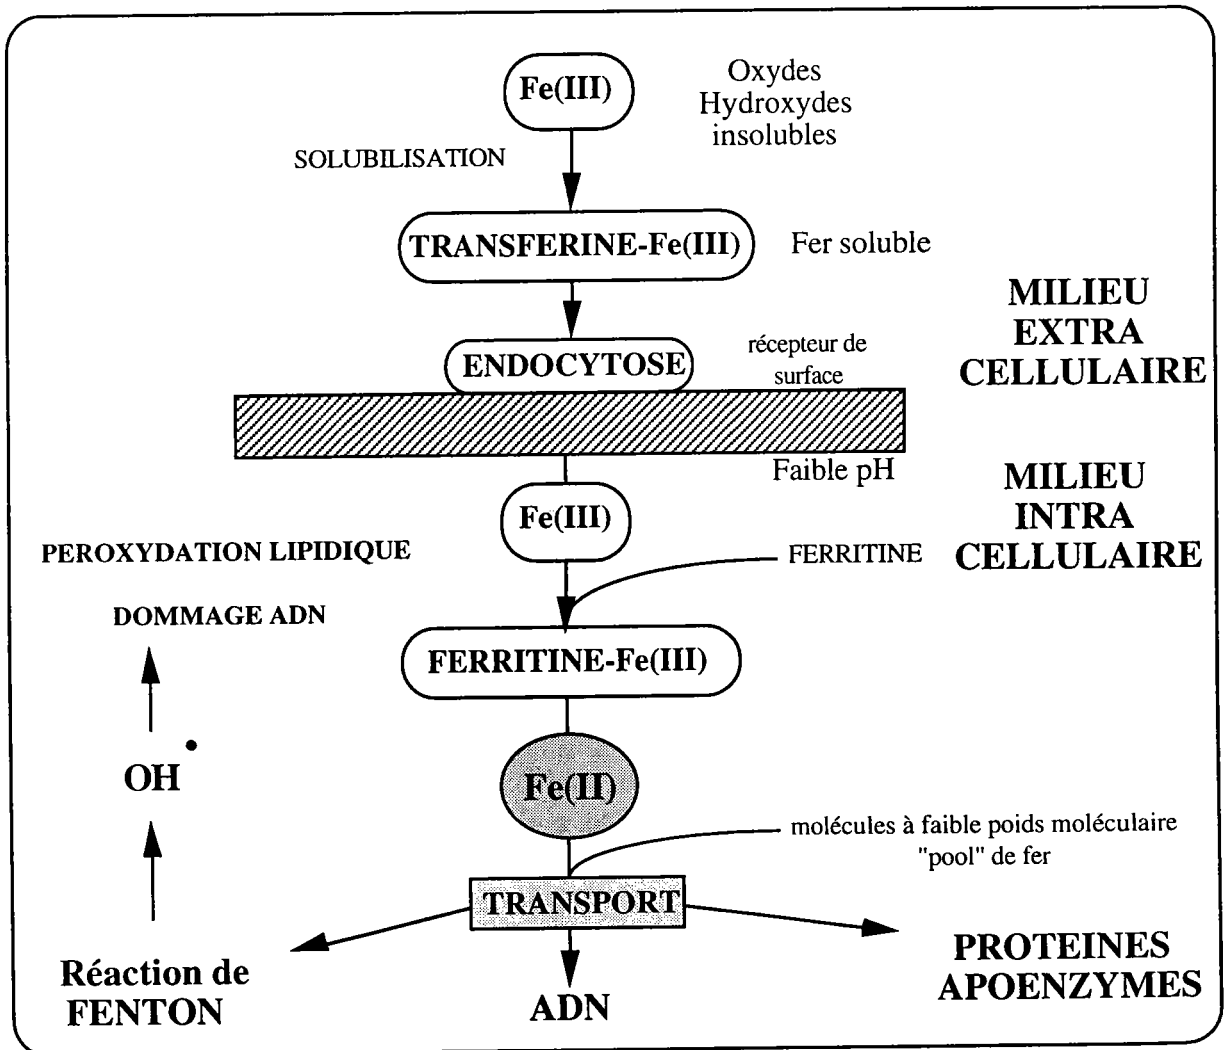 Fe(III)
Oxydes
Hydroxydes
insolubles
SOLUBILISATION
TRANSFERINE-Fe(III)
Fer soluble
MILIEU
EXTRA
CELLULAIRE
ENDOCYTOSE
récepteur de
surface
Faible pH
MILIEU
INTRA
CELLULAIRE
Fe(III)
PEROXYDATION LIPIDIQUE
FERRITINE
DOMMAGE ADN
FERRITINE-Fe(III)
OH•
Fe(II)
molécules à faible poids moléculaire
"pool" de fer
TRANSPORT
Réaction de
FENTON
ADN
PROTEINES
APOENZYMES